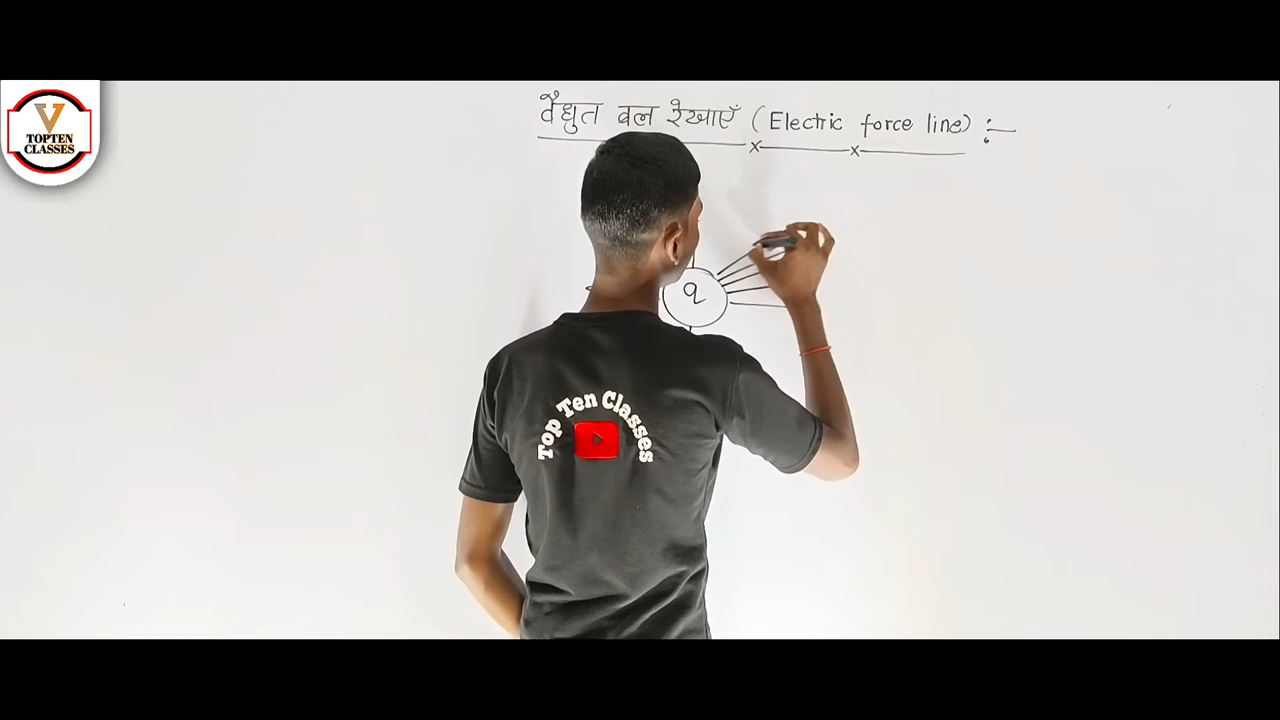 V
TOPTEN
CLASSES
वैद्युत बल रेखाएँ (Electric force line) :-
q
Top Ten Classes